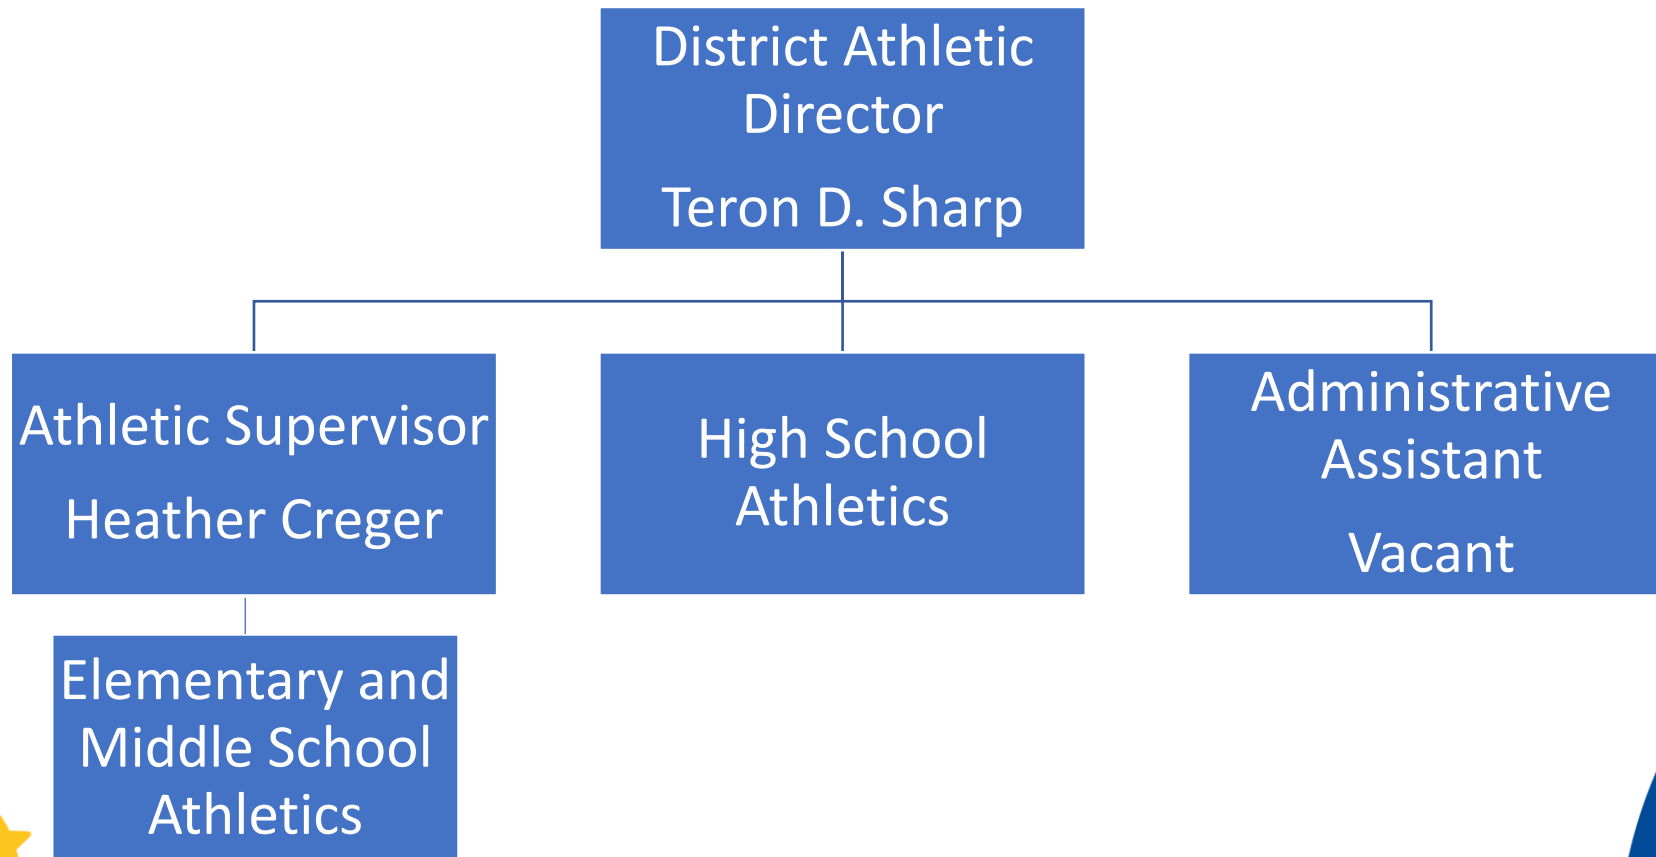 District Athletic
Director
Teron D. Sharp
Athletic Supervisor
Heather Creger
High School
Athletics
Administrative
Assistant
Vacant
Elementary and
Middle School
Athletics